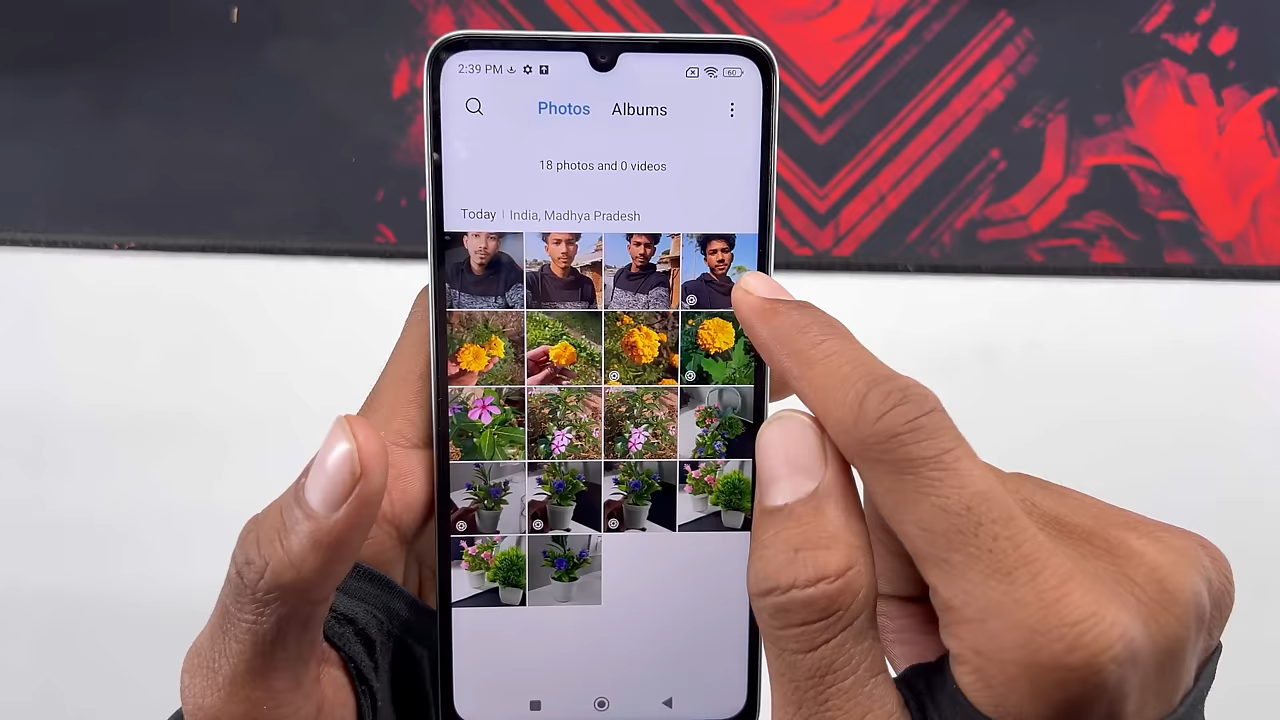 2:39 PM 60
Photos Albums
18 photos and 0 videos
Today | India, Madhya Pradesh